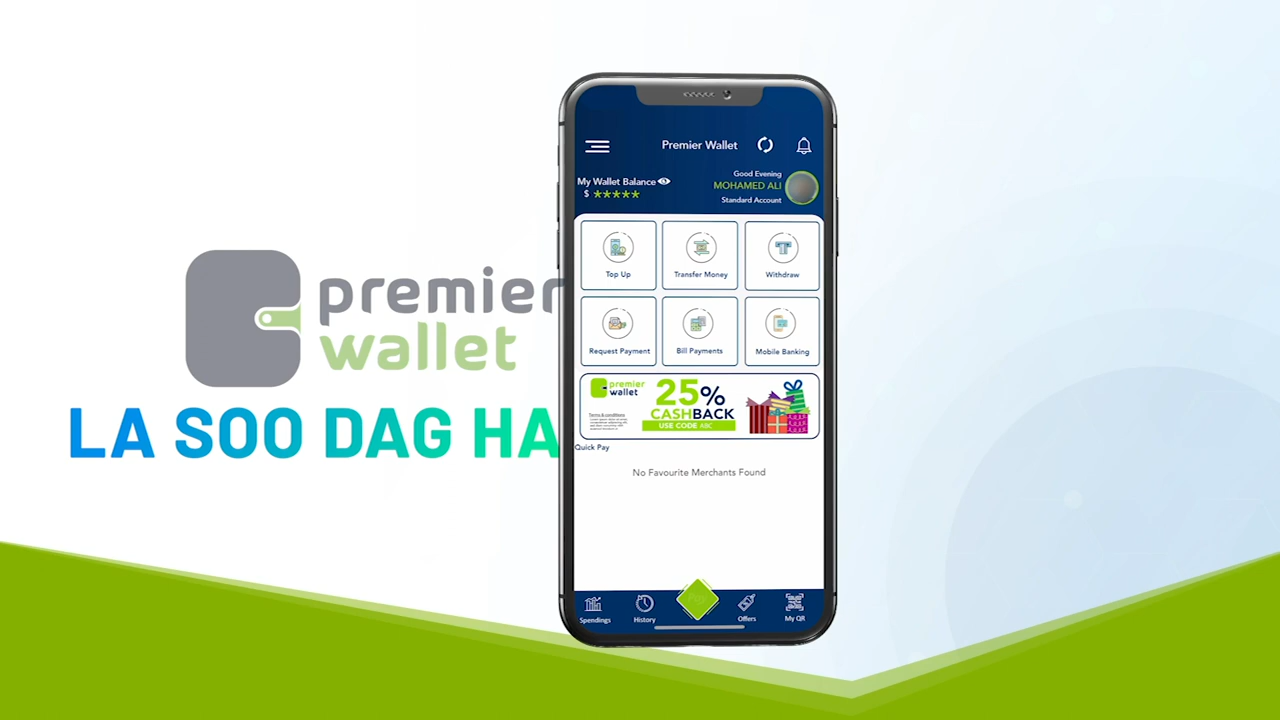 premier
wallet
LA SOO DAG HA
Premier Wallet
My Wallet Balance
$ *****
Good Evening
MOHAMED ALI
Standard Account
Top Up
Transfer Money
Withdraw
Request Payment
Bill Payments
Mobile Banking
premier
wallet
Terms & conditions
25%
CASHBACK
USE CODE ABC
Quick Pay
No Favourite Merchants Found
Spendings
History
Pay
Offers
My QR